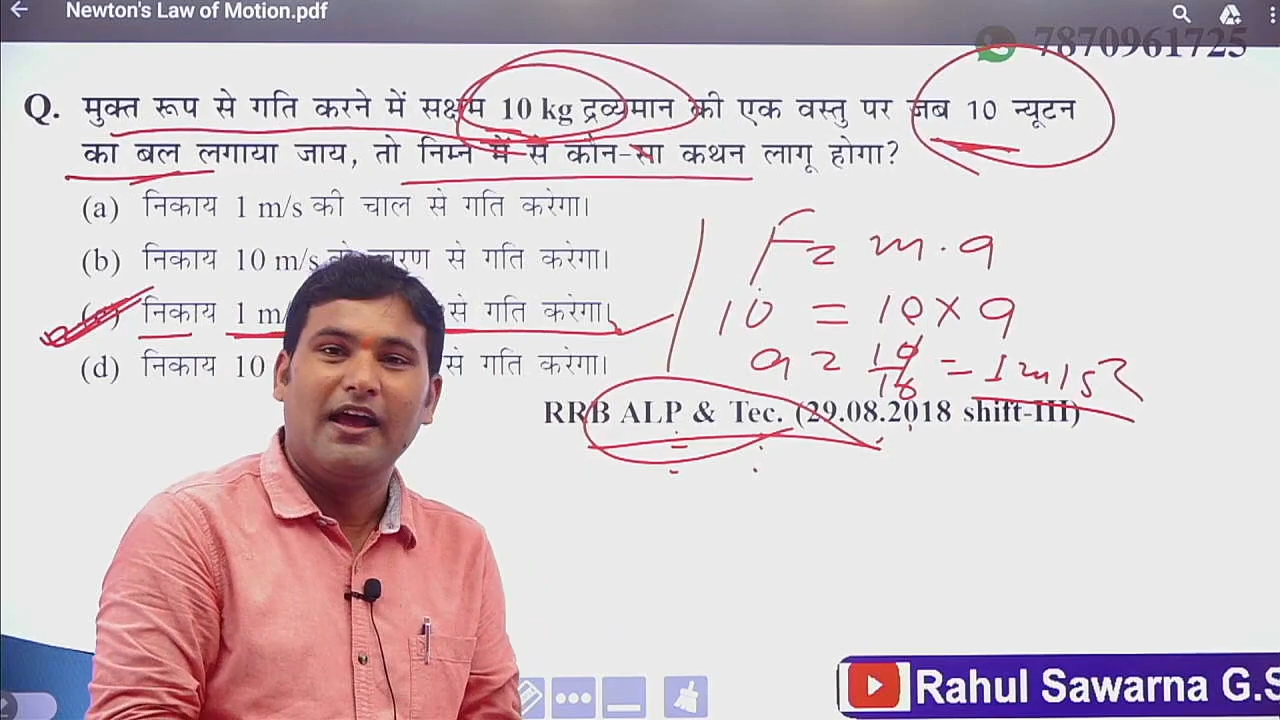 Newton's Law of Motion.pdf
7870961725
Q. मुक्त रूप से गति करने में सक्षम 10 kg द्रव्यमान की एक वस्तु पर जब 10 न्यूटन
का बल लगाया जाय, तो निम्न में से कौन-सा कथन लागू होगा?
(a) निकाय 1 m/s की चाल से गति करेगा।
(b) निकाय 10 m/s से गति करेगा।
निकाय 1 से गति करेगा।
(d) निकाय 10 से गति करेगा।
F = m . a
10 = 10 × a
a = 10/10 = 1 m/s2
RRB ALP & Tec. (29.08.2018 shift-III)
Rahul Sawarna G.S